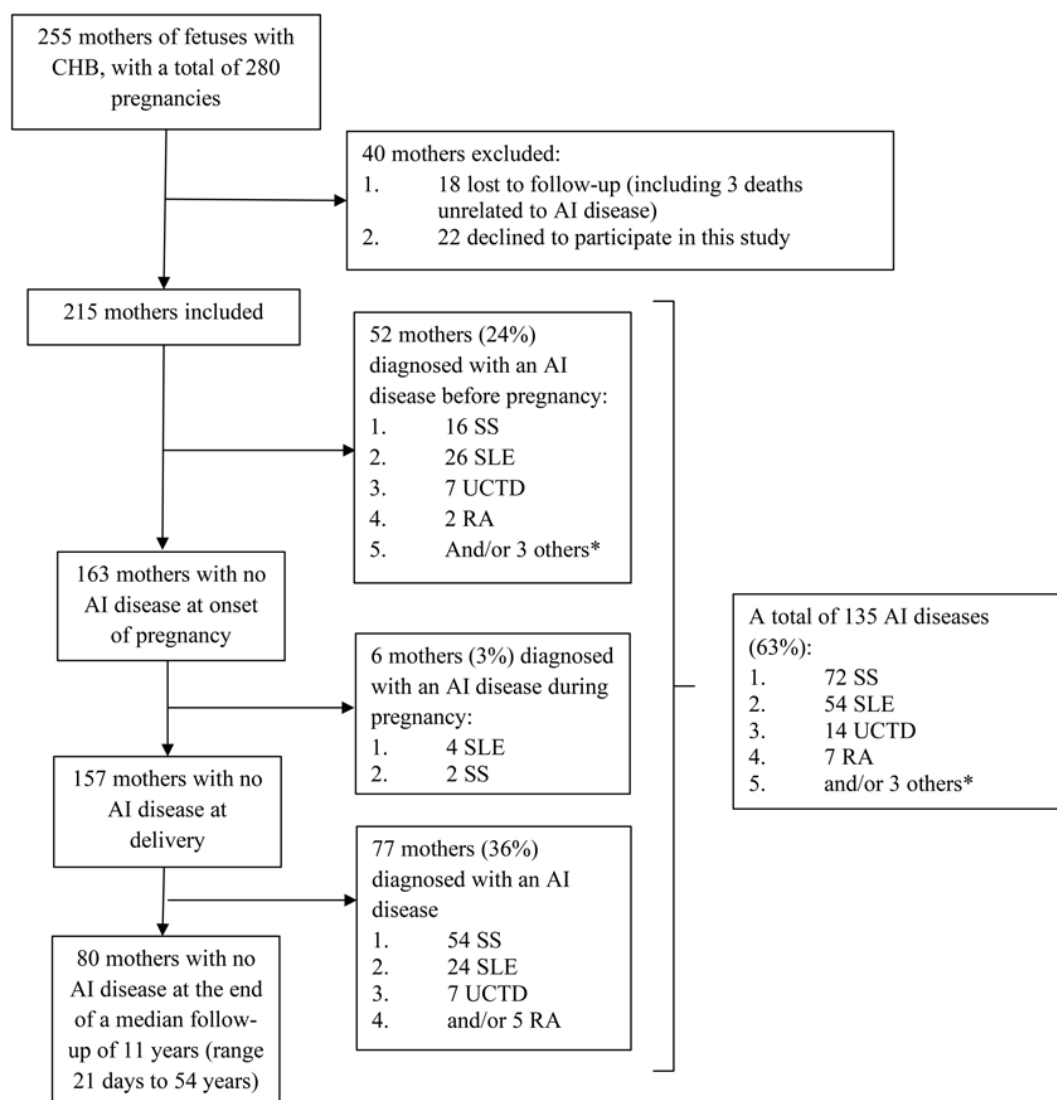 255 mothers of fetuses with
CHB, with a total of 280
pregnancies
40 mothers excluded:
1. 18 lost to follow-up (including 3 deaths
unrelated to AI disease)
2. 22 declined to participate in this study
215 mothers included
52 mothers (24%)
diagnosed with an AI
disease before pregnancy:
1. 16 SS
2. 26 SLE
3. 7 UCTD
4. 2 RA
5. And/or 3 others*
163 mothers with no
AI disease at onset
of pregnancy
6 mothers (3%) diagnosed
with an AI disease during
pregnancy:
1. 4 SLE
2. 2 SS
157 mothers with no
AI disease at
delivery
77 mothers (36%)
diagnosed with an AI
disease
1. 54 SS
2. 24 SLE
3. 7 UCTD
4. and/or 5 RA
80 mothers with no
AI disease at the end
of a median follow-
up of 11 years (range
21 days to 54 years)
A total of 135 AI diseases
(63%):
1. 72 SS
2. 54 SLE
3. 14 UCTD
4. 7 RA
5. and/or 3 others*